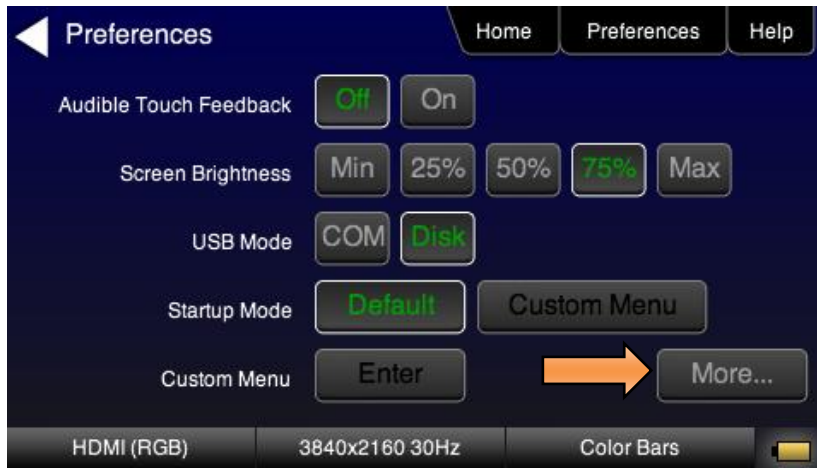 Preferences Home Preferences Help
Audible Touch Feedback Off On
Screen Brightness Min 25% 50% 75% Max
USB Mode COM Disk
Startup Mode Default Custom Menu
Custom Menu Enter More...
HDMI (RGB) 3840x2160 30Hz Color Bars